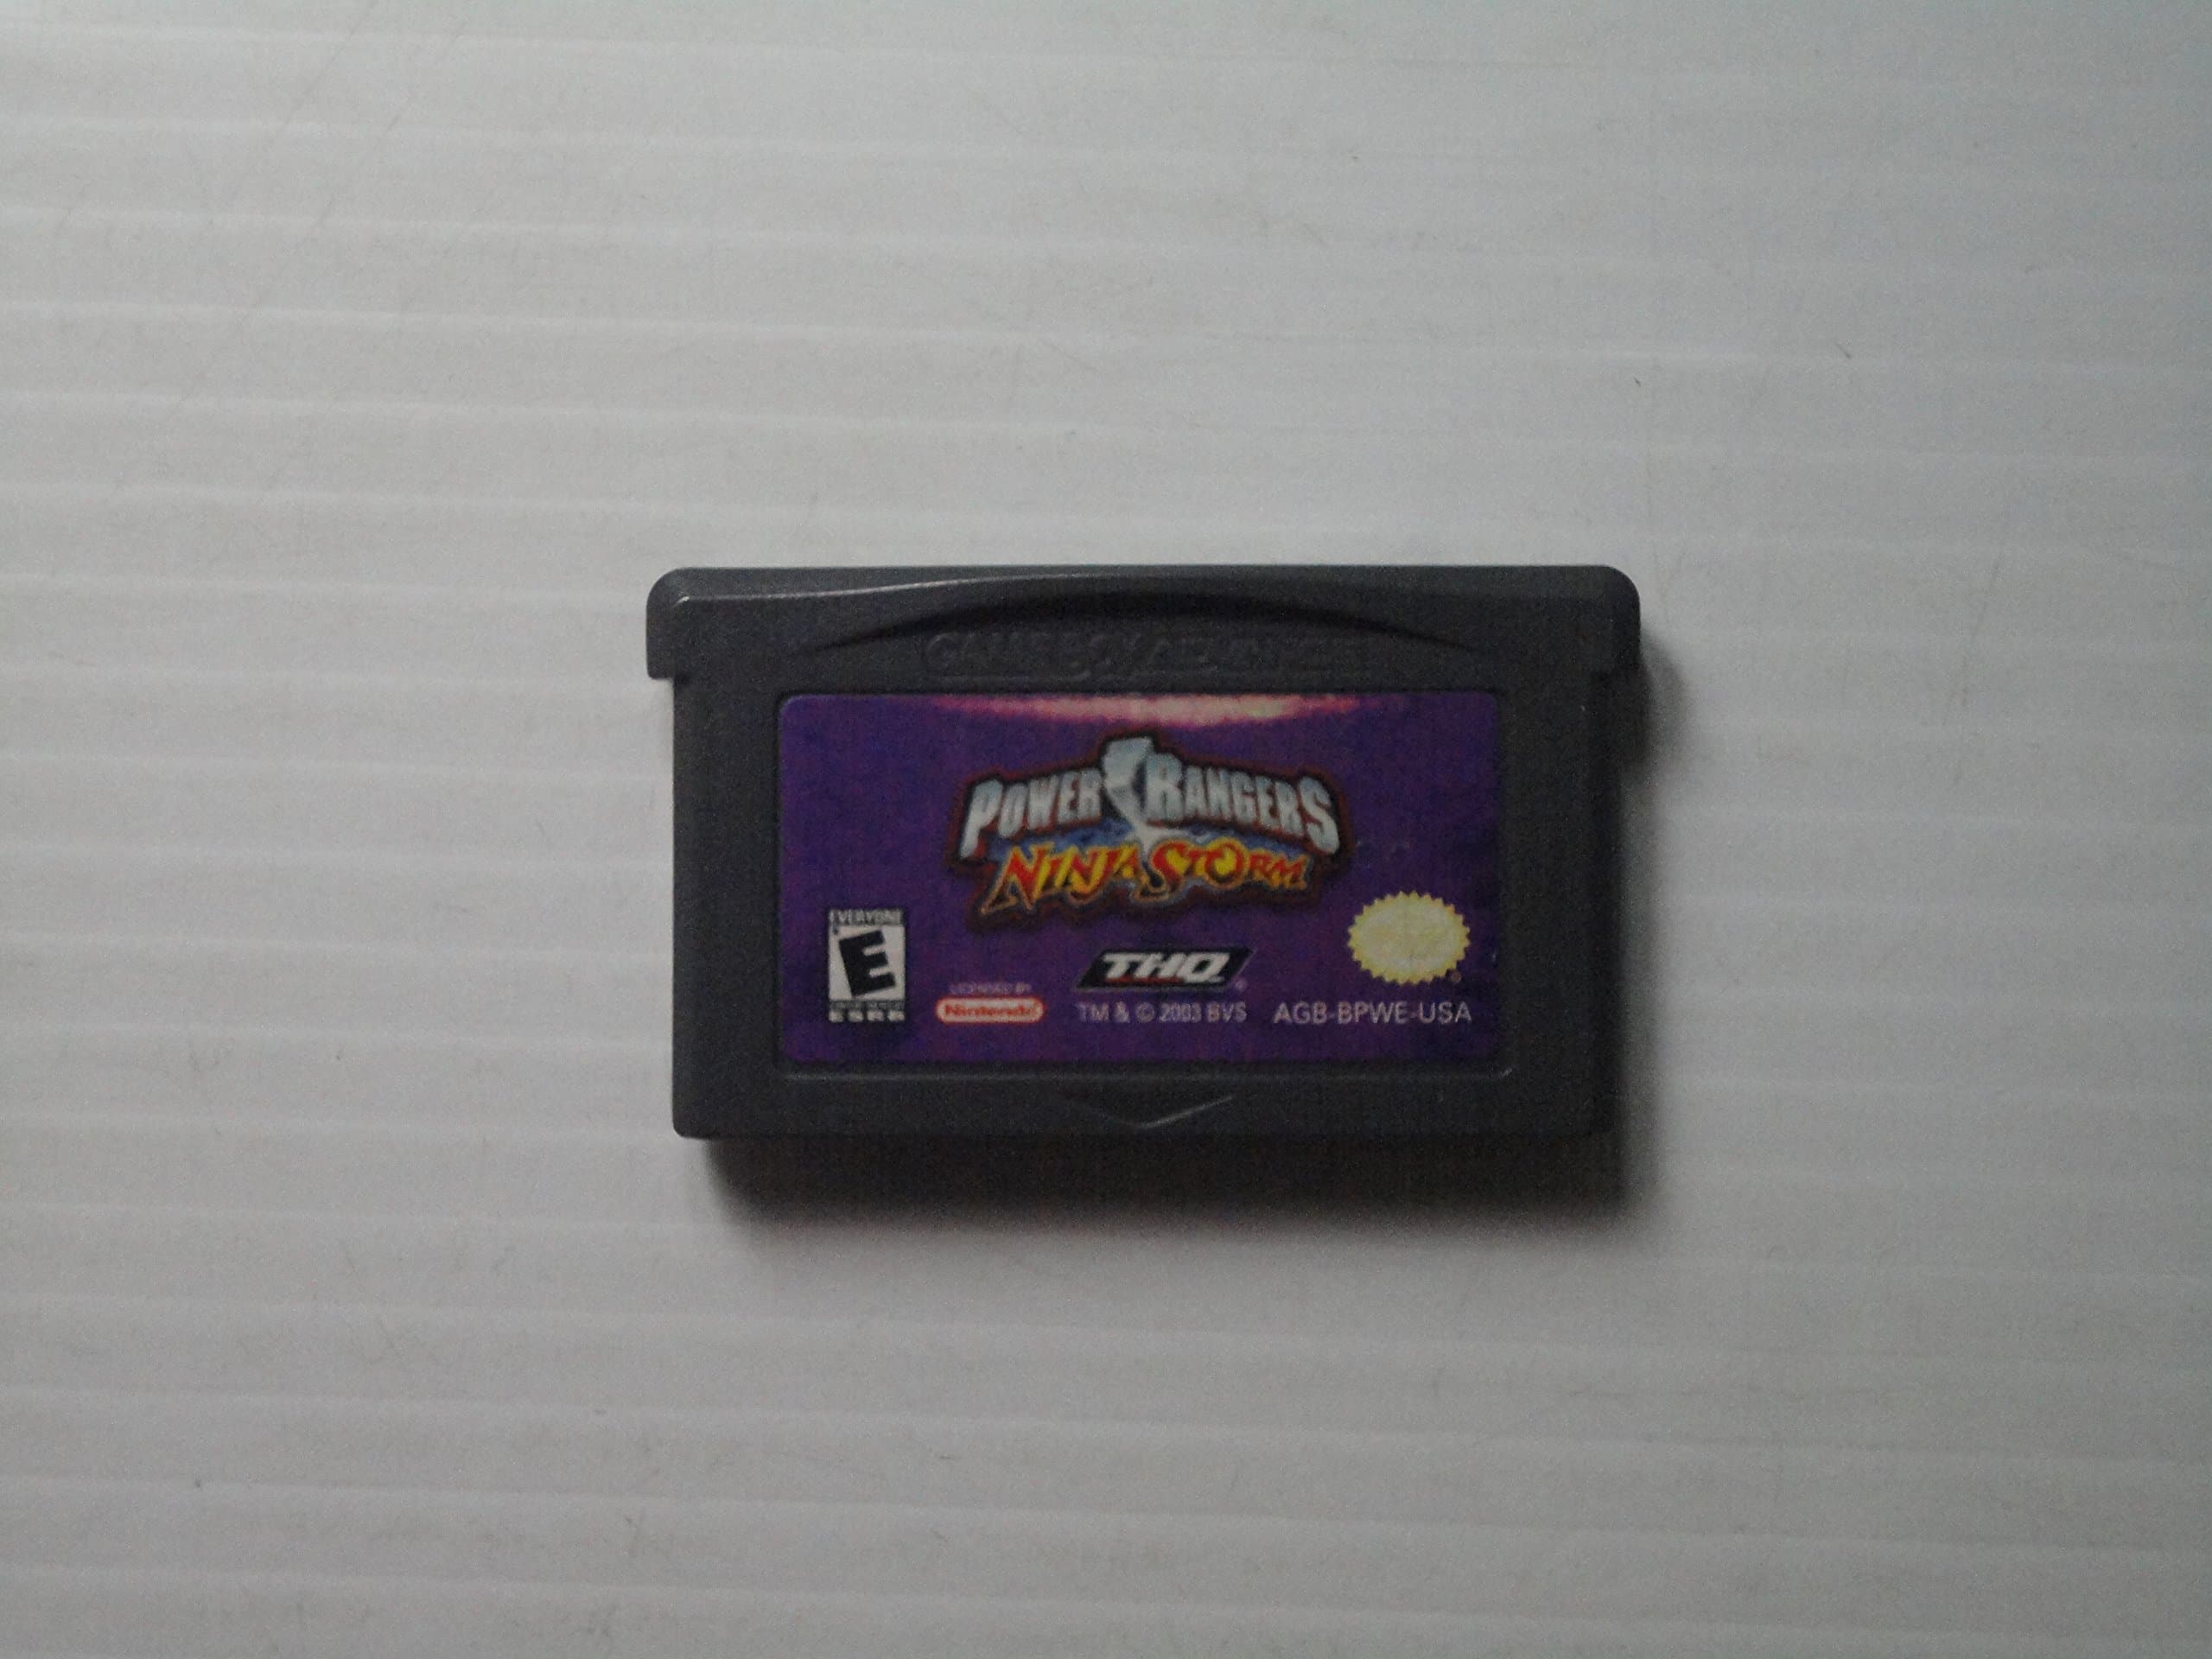 GAME BOY ADVANCE
POWER RANGERS
NINJA STORM
EVERYONE
E
ESRB
LICENSED BY
Nintendo
THQ
®
TM & © 2003 BVS
AGB-BPWE-USA